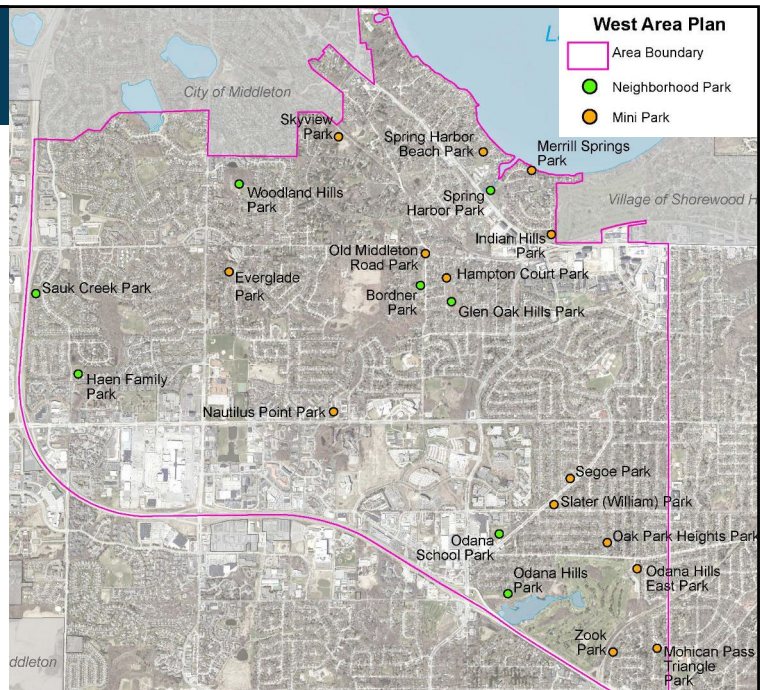 West Area Plan
La
Area Boundary
Neighborhood Park
Mini Park
City of Middleton
Skyview
Park
Spring Harbor
Beach Park
Merrill Springs
Park
Woodland Hills
Park
Spring
Harbor Park
Village of Shorewood H
Indian Hills
Park
Old Middleton
Road Park
Everglade
Park
Hampton Court Park
Sauk Creek Park
Bordner
Park
Glen Oak Hills Park
Haen Family
Park
Nautilus Point Park
Segoe Park
Slater (William) Park
Odana
School Park
Oak Park Heights Park
Odana Hills
Park
Odana Hills
East Park
Zook
Park
Mohican Pass
Triangle
Park
ddleton